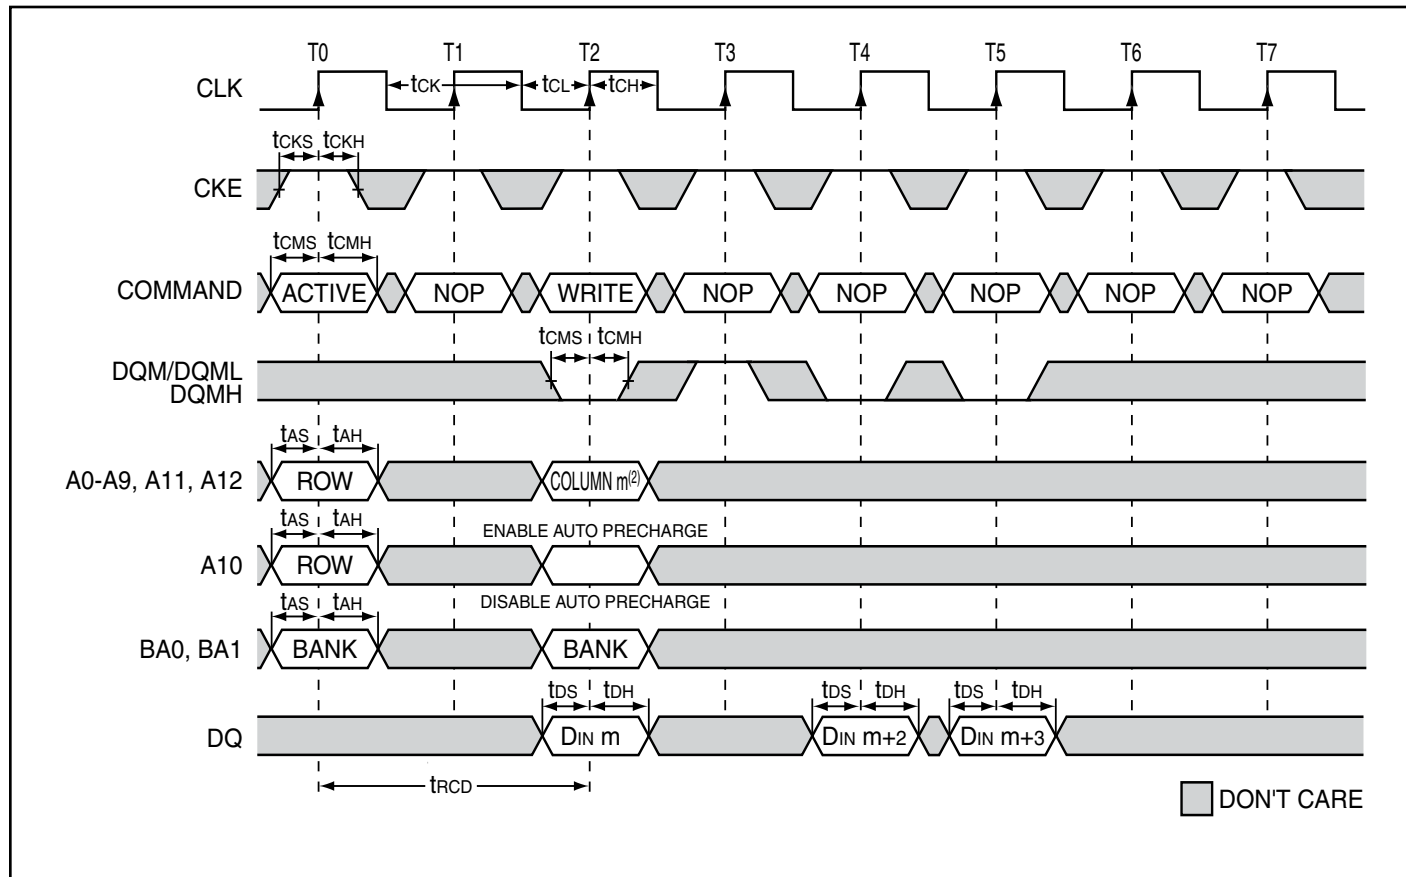 T0 T1 T2 T3 T4 T5 T6 T7
CLK
tCK tCL tCH
tCKS tCKH
CKE
tCMS tCMH
COMMAND ACTIVE NOP WRITE NOP NOP NOP NOP NOP
tCMS tCMH
DQM/DQML
DQMH
tAS tAH
A0-A9, A11, A12 ROW COLUMN m(2)
tAS tAH ENABLE AUTO PRECHARGE
A10 ROW
tAS tAH DISABLE AUTO PRECHARGE
BA0, BA1 BANK BANK
tDS tDH tDS tDH tDS tDH
DQ DIN m DIN m+2 DIN m+3
tRCD
DON'T CARE